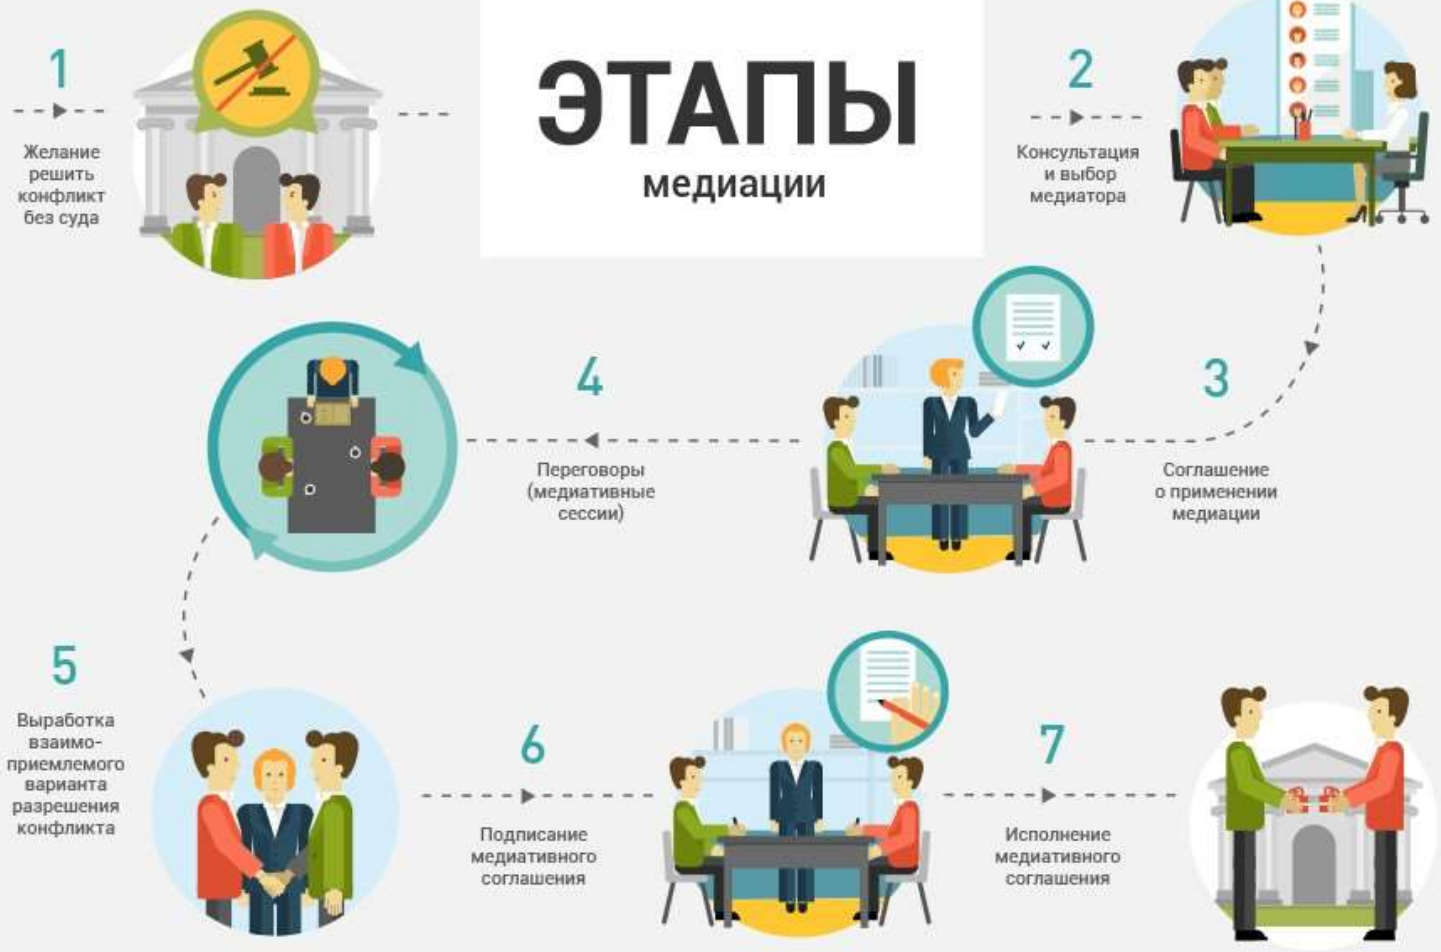 ЭТАПЫ
медиации
1
Желание
решить
конфликт
без суда
2
Консультация
и выбор
медиатора
3
Соглашение
о применении
медиации
4
Переговоры
(медиативные
сессии)
5
Выработка
взаимо-
приемлемого
варианта
разрешения
конфликта
6
Подписание
медиативного
соглашения
7
Исполнение
медиативного
соглашения